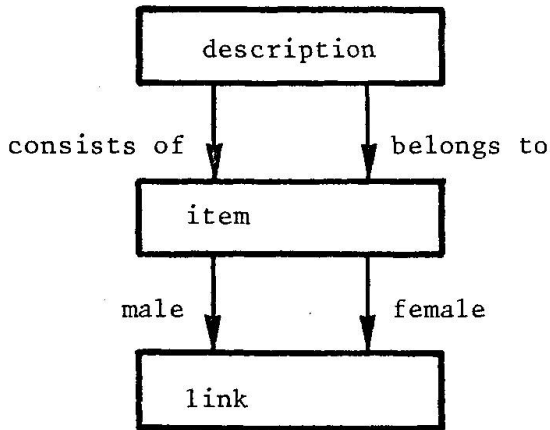 description
consists of belongs to
item
male female
link